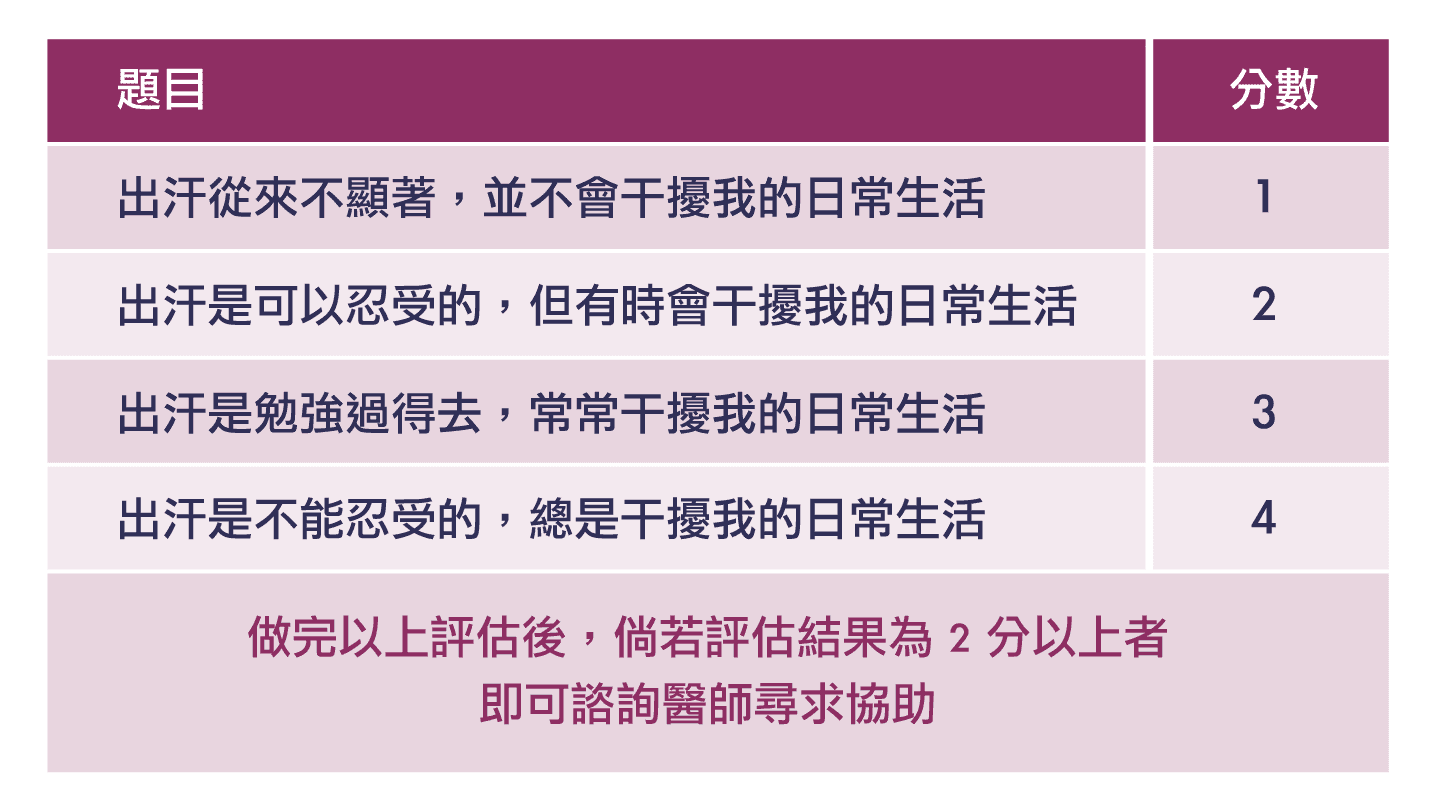 題目 分數
出汗從來不顯著，並不會干擾我的日常生活 1
出汗是可以忍受的，但有時會干擾我的日常生活 2
出汗是勉強過得去，常常干擾我的日常生活 3
出汗是不能忍受的，總是干擾我的日常生活 4
做完以上評估後，倘若評估結果為 2 分以上者
即可諮詢醫師尋求協助